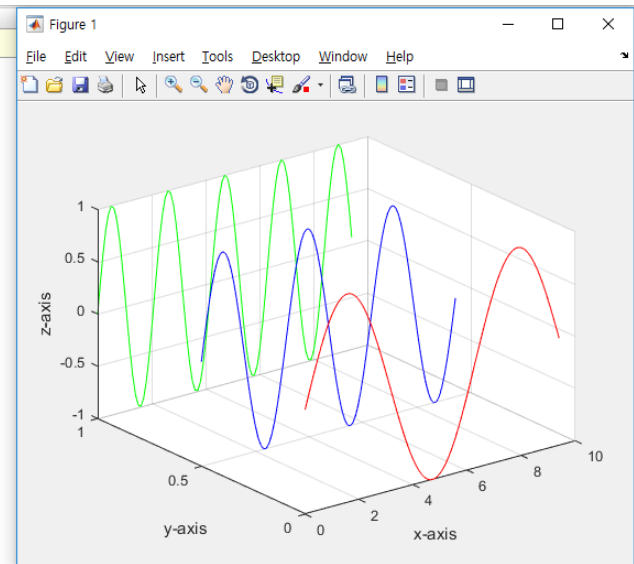 Figure 1
File Edit View Insert Tools Desktop Window Help
1
0.5
0
-0.5
-1
z-axis
1
0.5
0
y-axis
0
2
4
6
8
10
x-axis